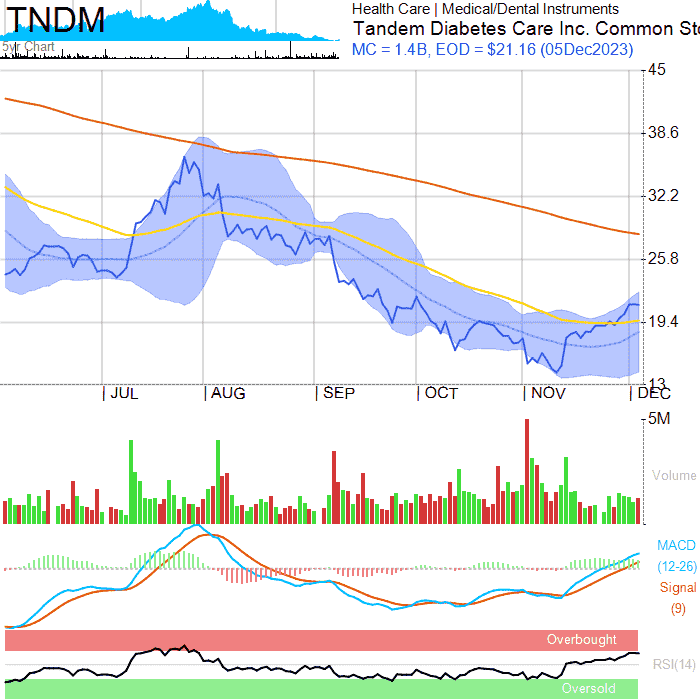 TNDM
5yr Chart
Health Care | Medical/Dental Instruments
Tandem Diabetes Care Inc. Common Sto
MC = 1.4B, EOD = $21.16 (05Dec2023)
45
38.6
32.2
25.8
19.4
13
| JUL | AUG | SEP | OCT | NOV | DEC
5M
Volume
MACD
(12-26)
Signal
(9)
Overbought
RSI(14)
Oversold